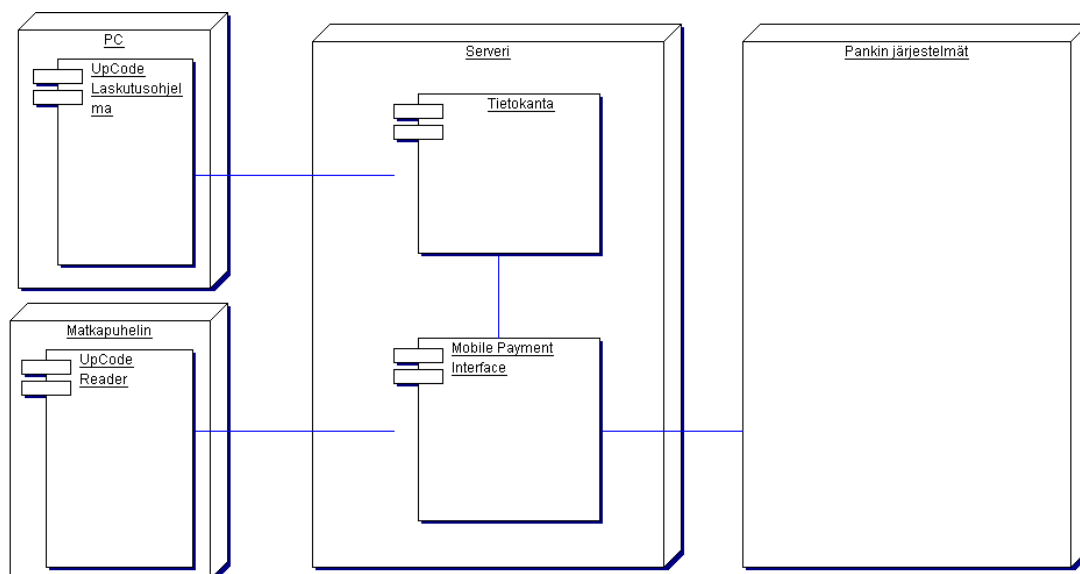 PC
UpCode
Laskutusohjel
ma
Serveri
Tietokanta
Pankin järjestelmät
Matkapuhelin
UpCode
Reader
Mobile Payment
Interface